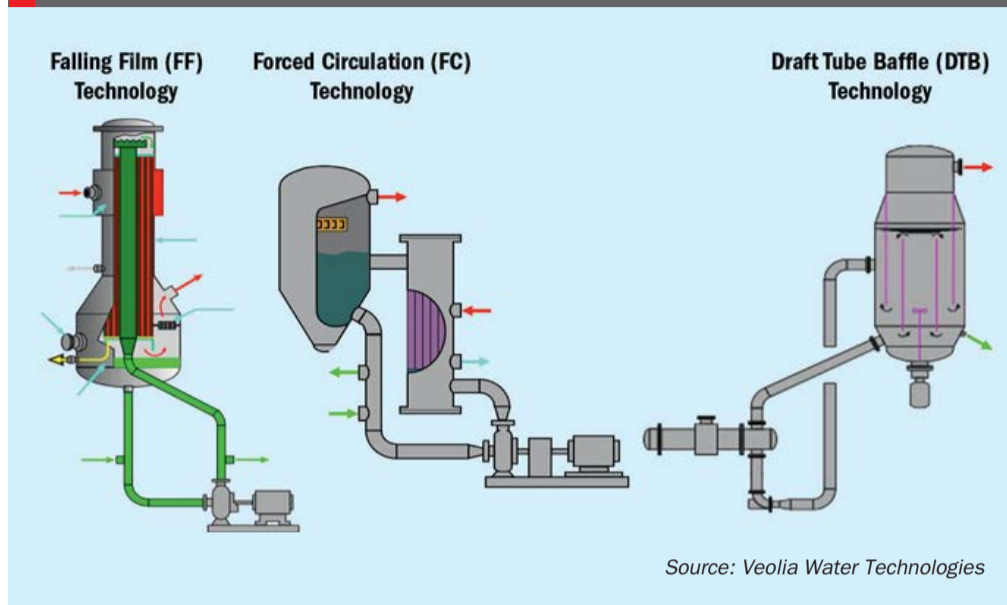 Falling Film (FF)
Technology
Forced Circulation (FC)
Technology
Draft Tube Baffle (DTB)
Technology
Source: Veolia Water Technologies